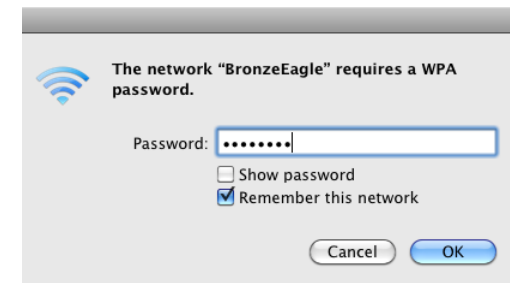 The network “BronzeEagle” requires a WPA
password.
Password: ••••••••
Show password
Remember this network
Cancel OK